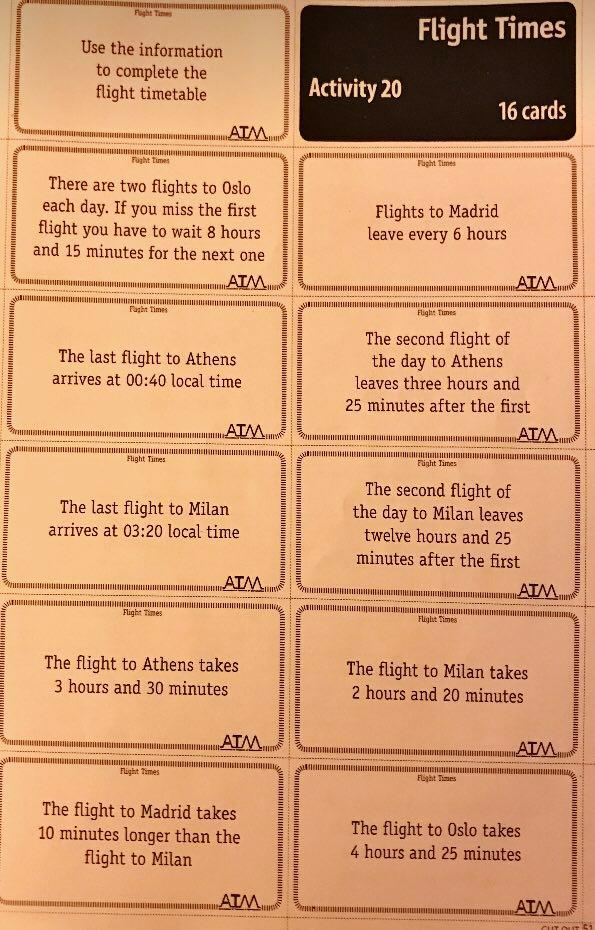 Flight Times
Use the information
to complete the
flight timetable
ATM
Flight Times
Activity 20
16 cards
Flight Times
There are two flights to Oslo
each day. If you miss the first
flight you have to wait 8 hours
and 15 minutes for the next one
ATM
Flight Times
Flights to Madrid
leave every 6 hours
ATM
Flight Times
The last flight to Athens
arrives at 00:40 local time
ATM
Flight Times
The second flight of
the day to Athens
leaves three hours and
25 minutes after the first
ATM
Flight Times
The last flight to Milan
arrives at 03:20 local time
ATM
Flight Times
The second flight of
the day to Milan leaves
twelve hours and 25
minutes after the first
ATM
Flight Times
The flight to Athens takes
3 hours and 30 minutes
ATM
Flight Times
The flight to Milan takes
2 hours and 20 minutes
ATM
Flight Times
The flight to Madrid takes
10 minutes longer than the
flight to Milan
ATM
Flight Times
The flight to Oslo takes
4 hours and 25 minutes
ATM